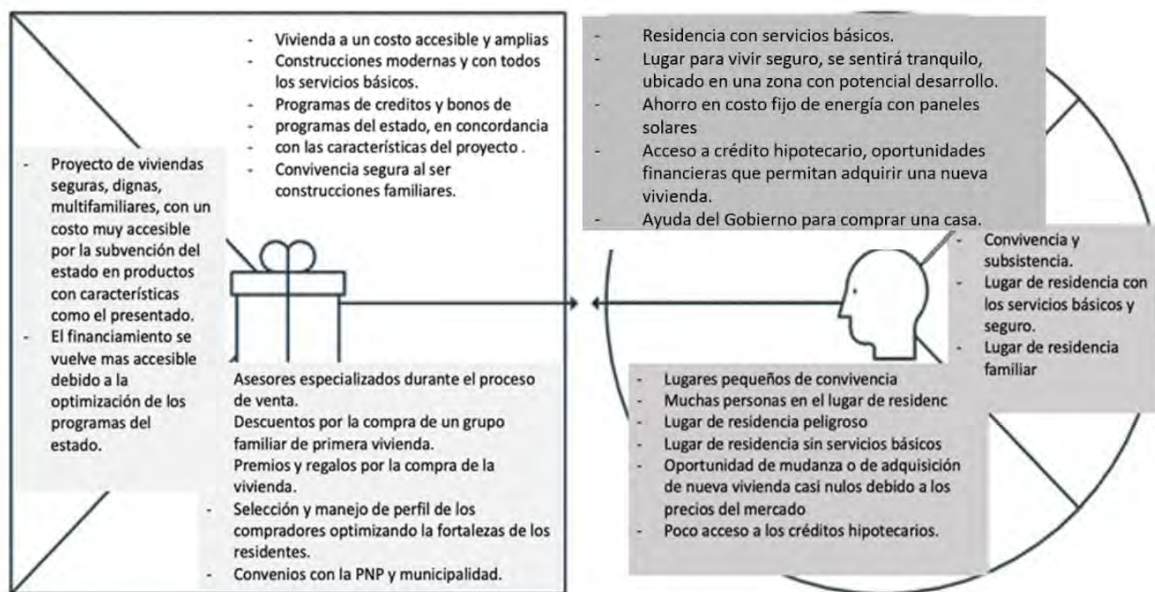 - Vivienda a un costo accesible y amplias
- Construcciones modernas y con todos
los servicios básicos.
- Programas de creditos y bonos de
- programas del estado, en concordancia
- con las característica del proyecto .
- Convivencia segura al ser
construcciones familiares.
- Proyecto de viviendas
seguras, dignas,
multifamiliares, con un
costo muy accesible
por la subvención del
estado en productos
con características
como el presentado.
- El financiamiento se
vuelve mas accesible
debido a la
optimización de los
programas del
estado.
Asesores especializados durante el proceso
de venta.
Descuentos por la compra de un grupo
familiar de primera vivienda.
Premios y regalos por la compra de la
vivienda.
- Selección y manejo de perfil de los
compradores optimizando la fortalezas de los
residentes.
- Convenios con la PNP y municipalidad.
- Residencia con servicios básicos.
- Lugar para vivir seguro, se sentirá tranquilo,
ubicado en una zona con potencial desarrollo.
- Ahorro en costo fijo de energía con paneles
solares
- Acceso a crédito hipotecario, oportunidades
financieras que permitan adquirir una nueva
vivienda.
- Ayuda del Gobierno para comprar una casa.
- Convivencia y
subsistencia.
- Lugar de residencia con
los servicios básicos y
seguro.
- Lugar de residencia
familiar
- Lugares pequeños de convivencia
- Muchas personas en el lugar de residenc
- Lugar de residencia peligroso
- Lugar de residencia sin servicios básicos
- Oportunidad de mudanza o de adquisición
de nueva vivienda casi nulos debido a los
precios del mercado
- Poco acceso a los créditos hipotecarios.